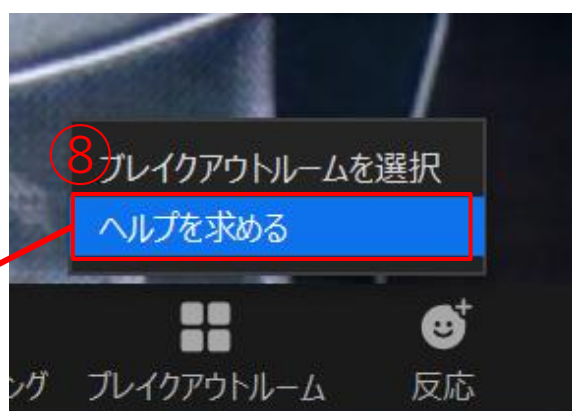 ⑧
ブレイクアウトルームを選択
ヘルプを求める
ング ブレイクアウトルーム 反応